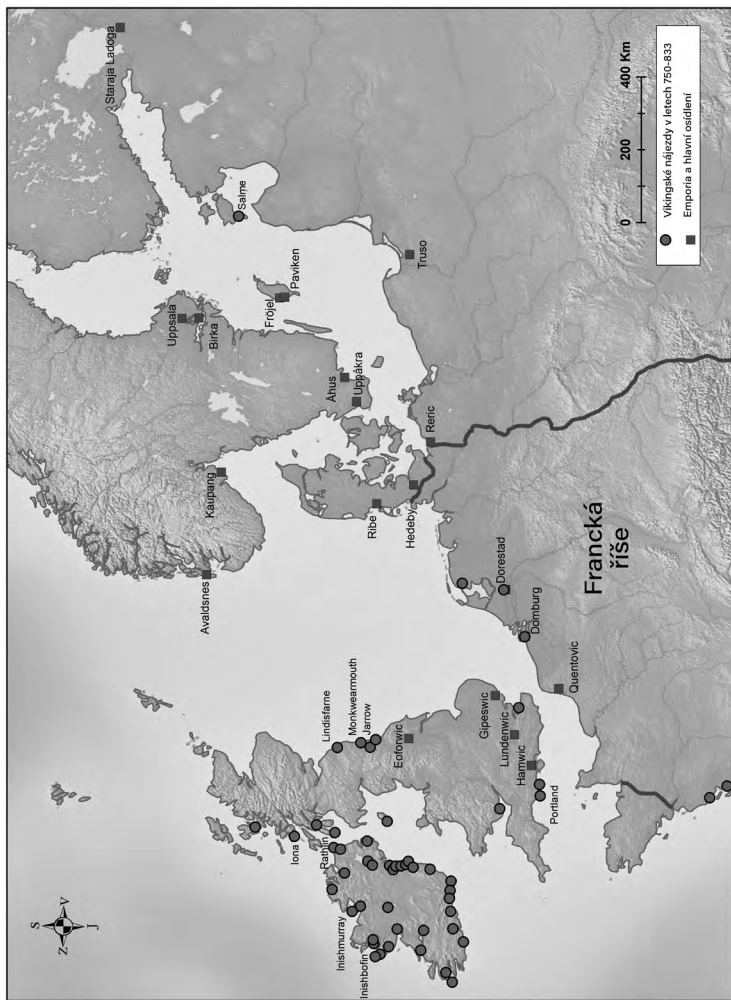 S
Z
V
J
Staraja Ladoga
Salme
Uppsala
Birka
Fröjel
Paviken
Truso
Åhus
Uppåkra
Reric
Kaupang
Avaldsnes
Ribe
Hedeby
Dorestad
Domburg
Quentovic
Francká
říše
Lindisfarne
Monkwearmouth
Jarrow
Eoforwic
Gipeswic
Lundenwic
Hamwic
Portland
Iona
Rathlin
Inishmurray
Inishbofin
0
200
400 Km
Vikingské nájezdy v letech 750-833
Emporia a hlavní osídlení